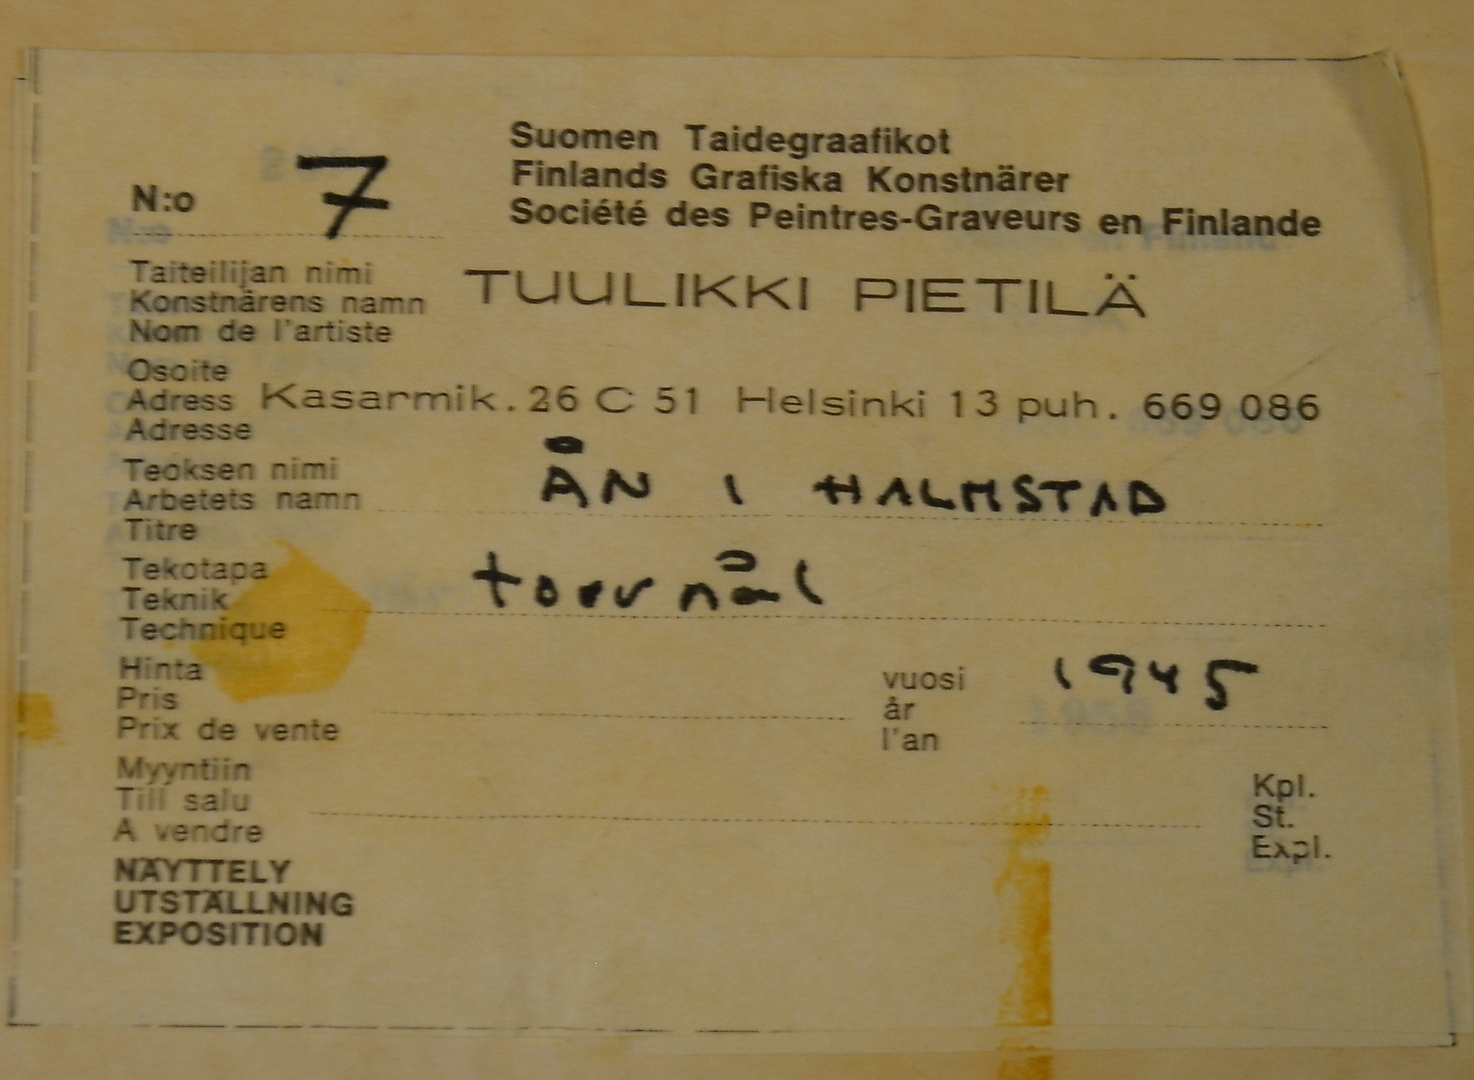 Suomen Taidegraafikot
Finlands Grafiska Konstnärer
N:o 7
Société des Peintres-Graveurs en Finlande
Taiteilijan nimi
Konstnärens namn TUULIKKI PIETILÄ
Nom de l'artiste
Osoite
Adress Kasarmik. 26 C 51 Helsinki 13 puh. 669 086
Adresse
Teoksen nimi
Arbetets namn ÅN I HALMSTAD
Titre
Tekotapa
Teknik torrnål
Technique
Hinta
Pris
Prix de vente
vuosi 1945
år
l'an
Myyntiin
Till salu
A vendre
Kpl.
St.
Expl.
NÄYTTELY
UTSTÄLLNING
EXPOSITION